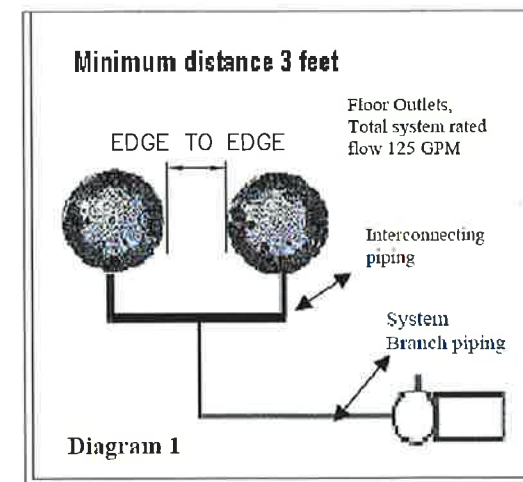 Minimum distance 3 feet
Floor Outlets,
Total system rated
flow 125 GPM
EDGE TO EDGE
Interconnecting
piping
System
Branch piping
Diagram 1